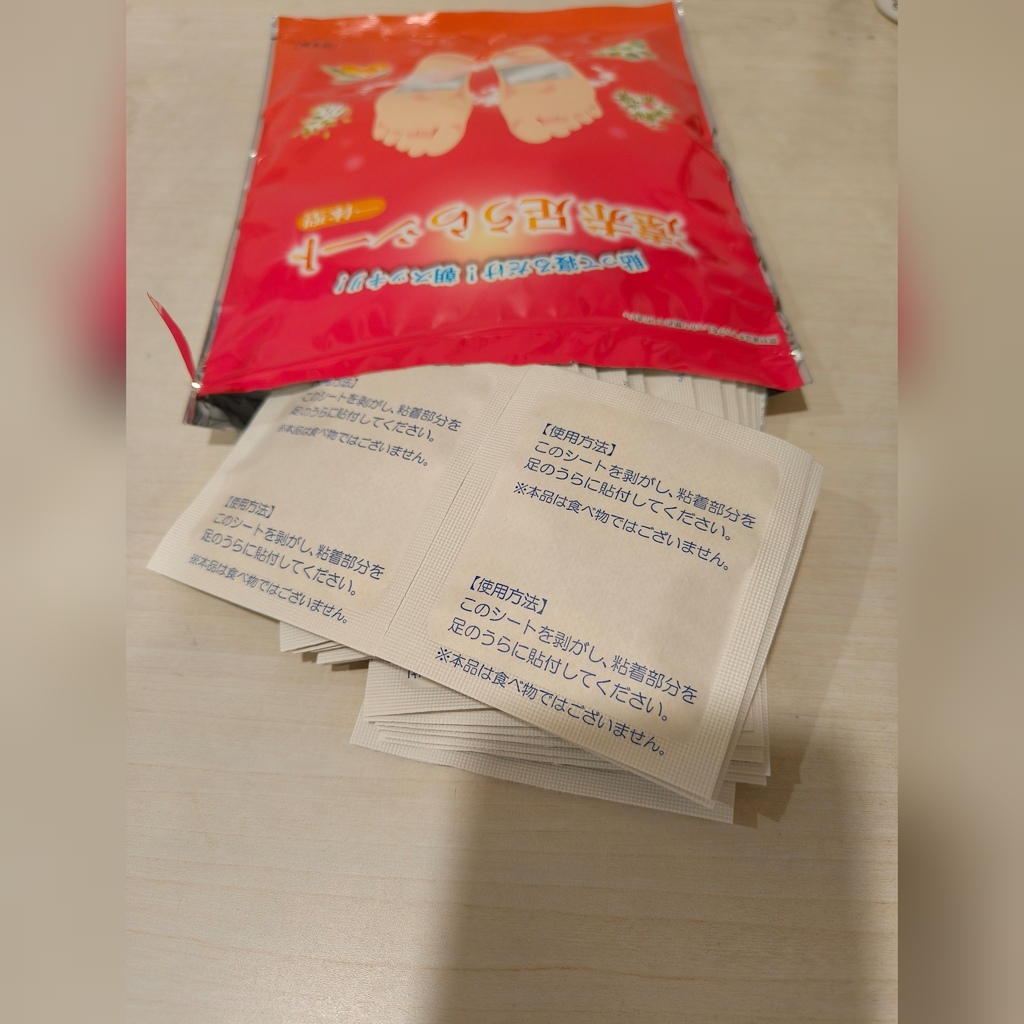 遠赤足うらシート
一体型
貼って寝るだけ!朝スッキリ!
【使用方法】
このシートを剥がし、粘着部分を
足のうらに貼付してください。
※本品は食べ物ではございません。
【使用方法】
このシートを剥がし、粘着部分を
足のうらに貼付してください。
※本品は食べ物ではございません。
【使用方法】
このシートを剥がし、粘着部分を
足のうらに貼付してください。
※本品は食べ物ではございません。
【使用方法】
このシートを剥がし、粘着部分を
足のうらに貼付してください。
※本品は食べ物ではございません。